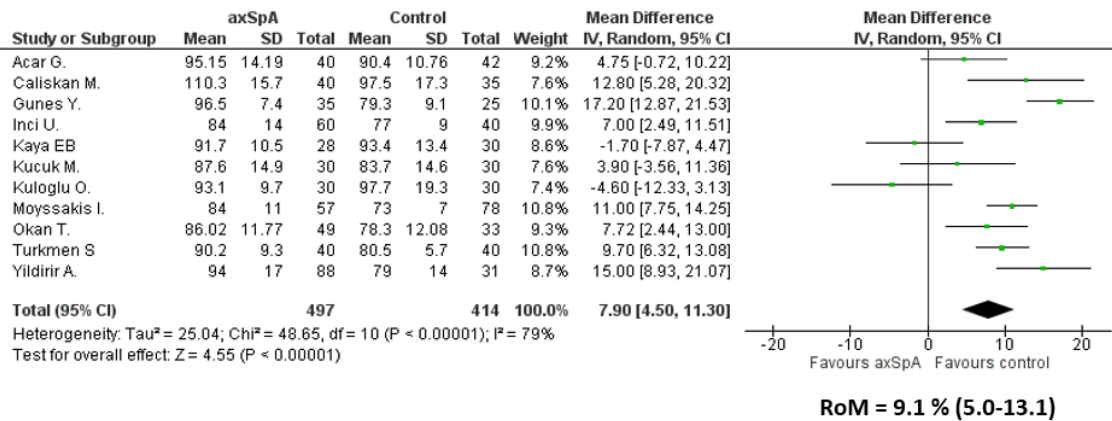 axSpA Control Mean Difference Mean Difference
Study or Subgroup Mean SD Total Mean SD Total Weight IV, Random, 95% CI IV, Random, 95% CI
Acar G. 95.15 14.19 40 90.4 10.76 42 9.2% 4.75 [-0.72, 10.22]
Caliskan M. 110.3 15.7 40 97.5 17.3 35 7.6% 12.80 [5.28, 20.32]
Gunes Y. 96.5 7.4 35 79.3 9.1 25 10.1% 17.20 [12.87, 21.53]
Inci U. 84 14 60 77 9 40 9.9% 7.00 [2.49, 11.51]
Kaya EB 91.7 10.5 28 93.4 13.4 30 8.6% -1.70 [-7.87, 4.47]
Kucuk M. 87.6 14.9 30 83.7 14.6 30 7.6% 3.90 [-3.56, 11.36]
Kuloglu O. 93.1 9.7 30 97.7 19.3 30 7.4% -4.60 [-12.33, 3.13]
Moyssakis I. 84 11 57 73 7 78 10.8% 11.00 [7.75, 14.25]
Okan T. 86.02 11.77 49 78.3 12.08 33 9.3% 7.72 [2.44, 13.00]
Turkmen S 90.2 9.3 40 80.5 5.7 40 10.8% 9.70 [6.32, 13.08]
Yildirir A. 94 17 88 79 14 31 8.7% 15.00 [8.93, 21.07]
Total (95% CI) 497 414 100.0% 7.90 [4.50, 11.30]
Heterogeneity: Tau² = 25.04; Chi² = 48.65, df = 10 (P < 0.00001); I² = 79%
Test for overall effect: Z = 4.55 (P < 0.00001)
-20 -10 0 10 20
Favours axSpA Favours control
RoM = 9.1 % (5.0-13.1)